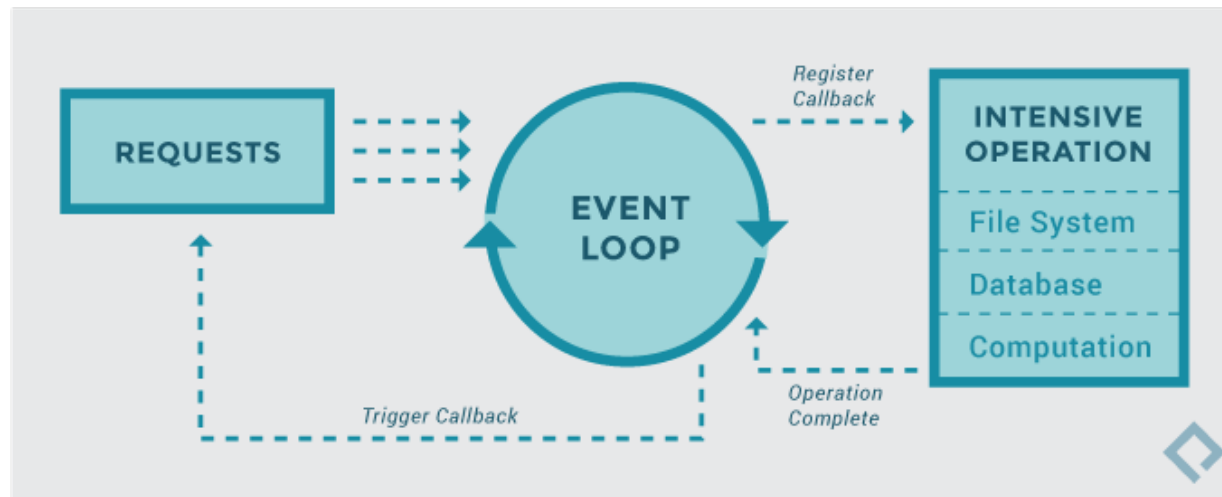 REQUESTS
EVENT
LOOP
Register
Callback
INTENSIVE
OPERATION
File System
Database
Computation
Operation
Complete
Trigger Callback